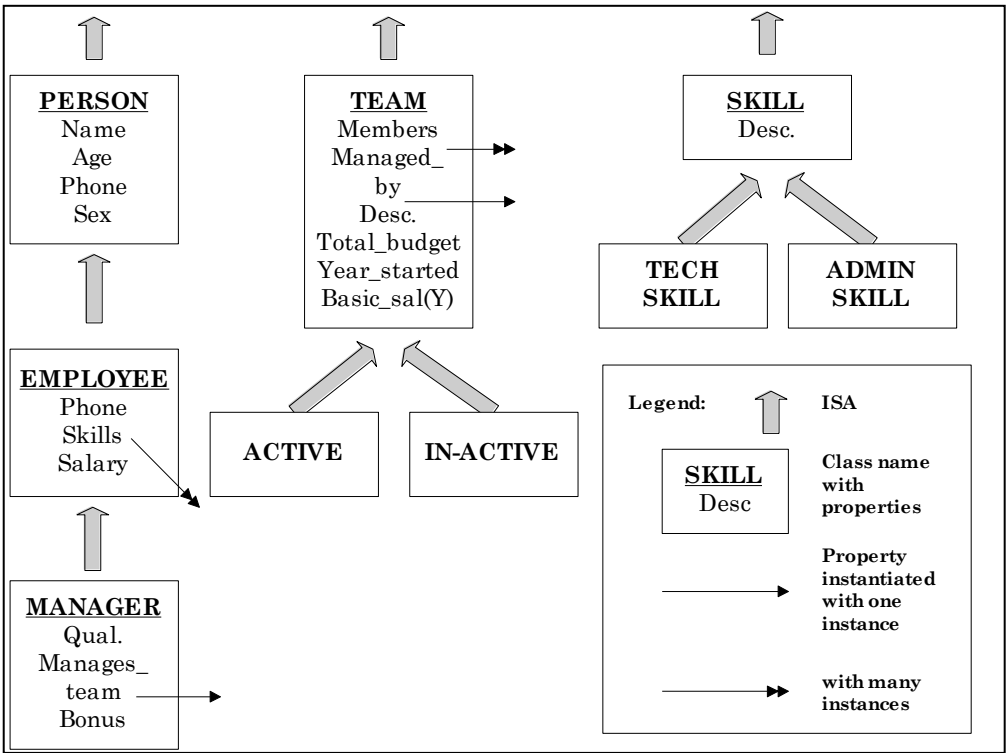 PERSON
Name
Age
Phone
Sex
EMPLOYEE
Phone
Skills
Salary
MANAGER
Qual.
Manages_
team
Bonus
TEAM
Members
Managed_
by
Desc.
Total_budget
Year_started
Basic_sal(Y)
ACTIVE
IN-ACTIVE
SKILL
Desc.
TECH
SKILL
ADMIN
SKILL
Legend:
ISA
SKILL
Desc
Class name
with
properties
Property
instantiated
with one
instance
with many
instances